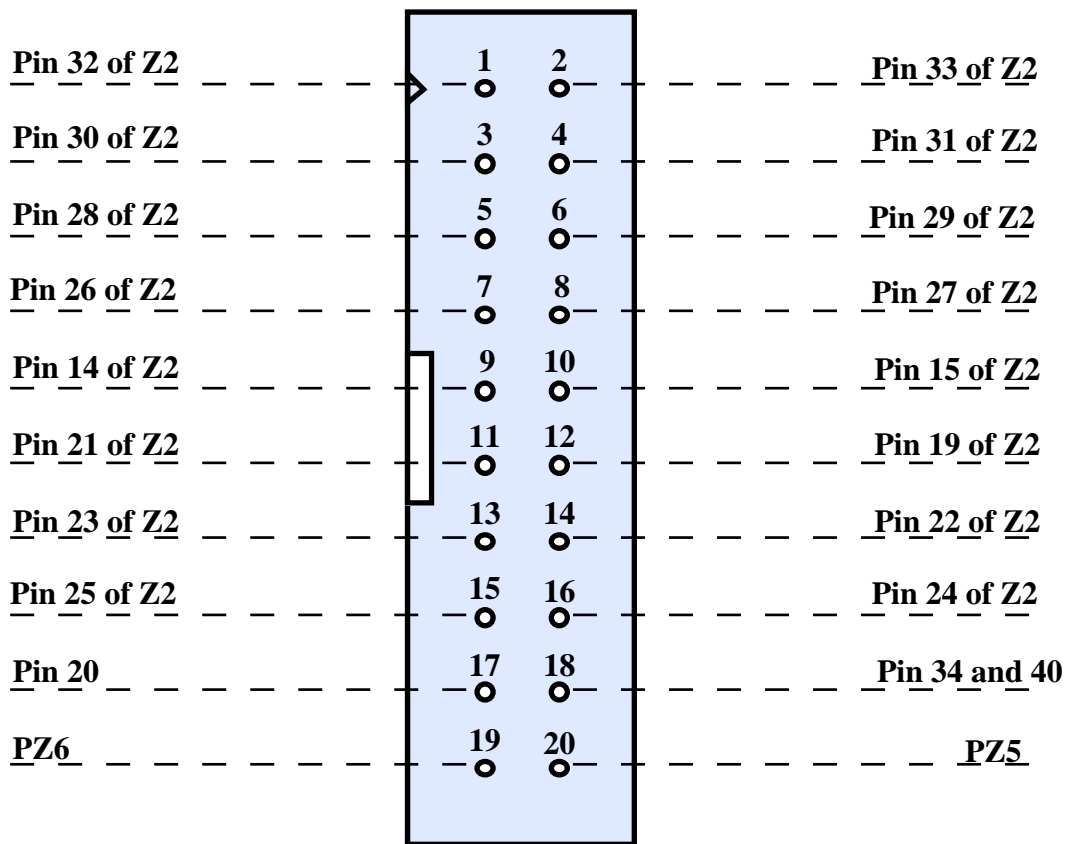 Pin 32 of Z2 1 2 Pin 33 of Z2
Pin 30 of Z2 3 4 Pin 31 of Z2
Pin 28 of Z2 5 6 Pin 29 of Z2
Pin 26 of Z2 7 8 Pin 27 of Z2
Pin 14 of Z2 9 10 Pin 15 of Z2
Pin 21 of Z2 11 12 Pin 19 of Z2
Pin 23 of Z2 13 14 Pin 22 of Z2
Pin 25 of Z2 15 16 Pin 24 of Z2
Pin 20 17 18 Pin 34 and 40
PZ6 19 20 PZ5